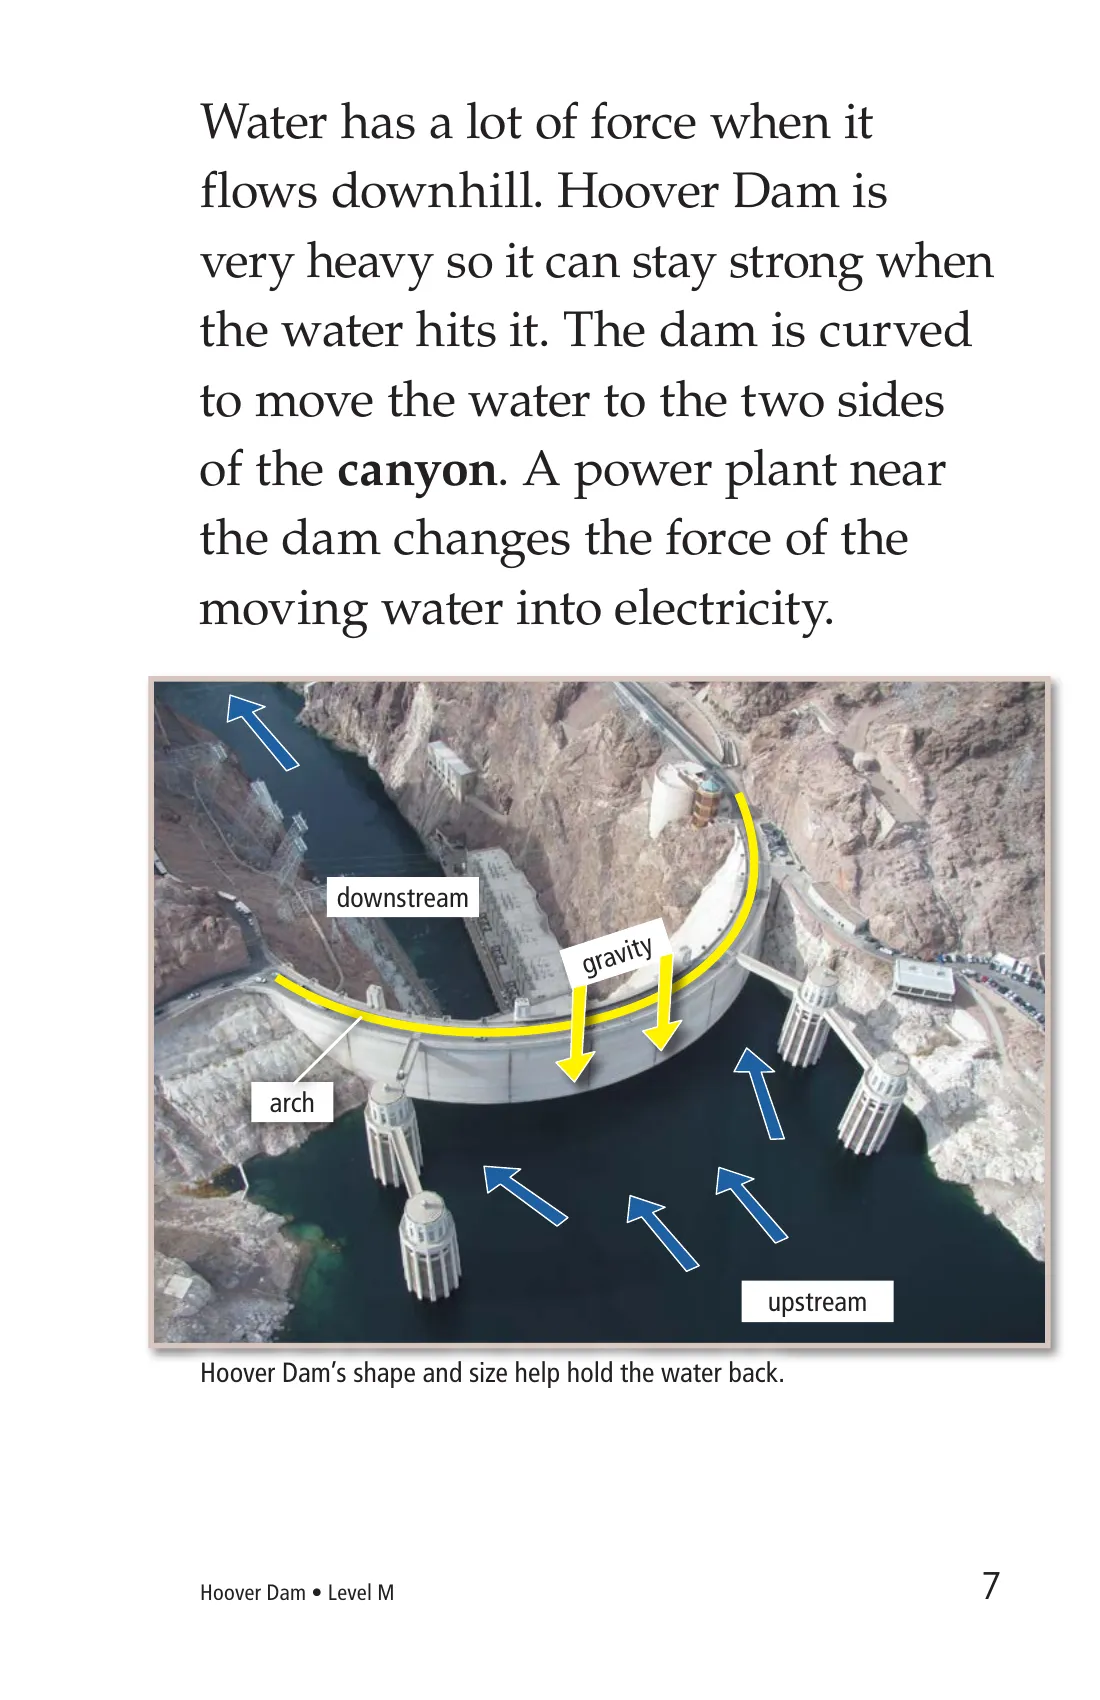 Water has a lot of force when it
flows downhill. Hoover Dam is
very heavy so it can stay strong when
the water hits it. The dam is curved
to move the water to the two sides
of the canyon. A power plant near
the dam changes the force of the
moving water into electricity.
downstream
gravity
arch
upstream
Hoover Dam’s shape and size help hold the water back.
Hoover Dam • Level M
7